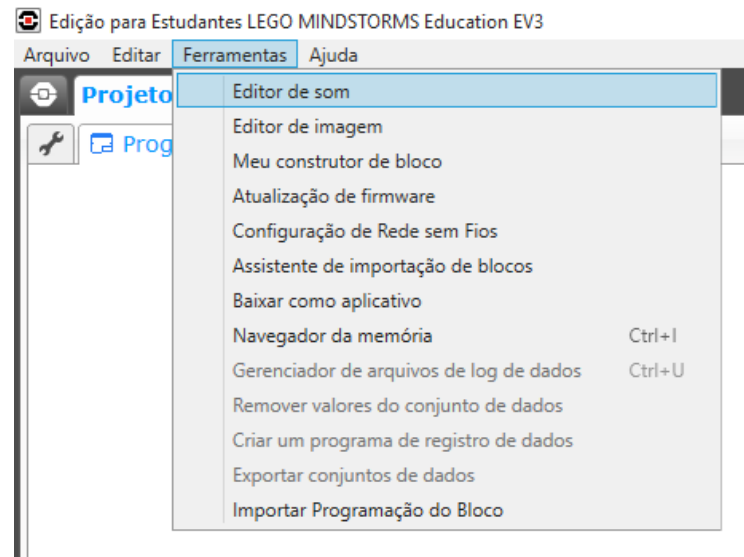 Edição para Estudantes LEGO MINDSTORMS Education EV3
Arquivo Editar Ferramentas Ajuda
Projeto
Prog
Editor de som
Editor de imagem
Meu construtor de bloco
Atualização de firmware
Configuração de Rede sem Fios
Assistente de importação de blocos
Baixar como aplicativo
Navegador da memória Ctrl+I
Gerenciador de arquivos de log de dados Ctrl+U
Remover valores do conjunto de dados
Criar um programa de registro de dados
Exportar conjuntos de dados
Importar Programação do Bloco